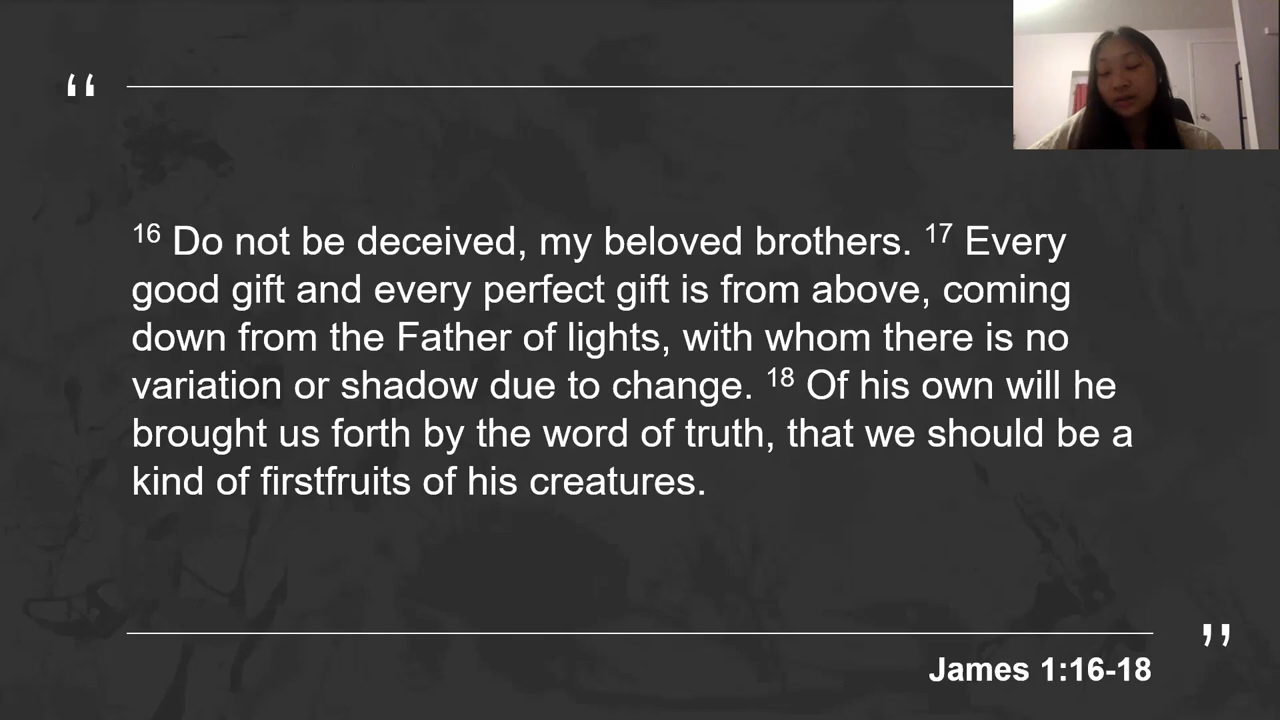 “
16 Do not be deceived, my beloved brothers. 17 Every
good gift and every perfect gift is from above, coming
down from the Father of lights, with whom there is no
variation or shadow due to change. 18 Of his own will he
brought us forth by the word of truth, that we should be a
kind of firstfruits of his creatures.
”
James 1:16-18